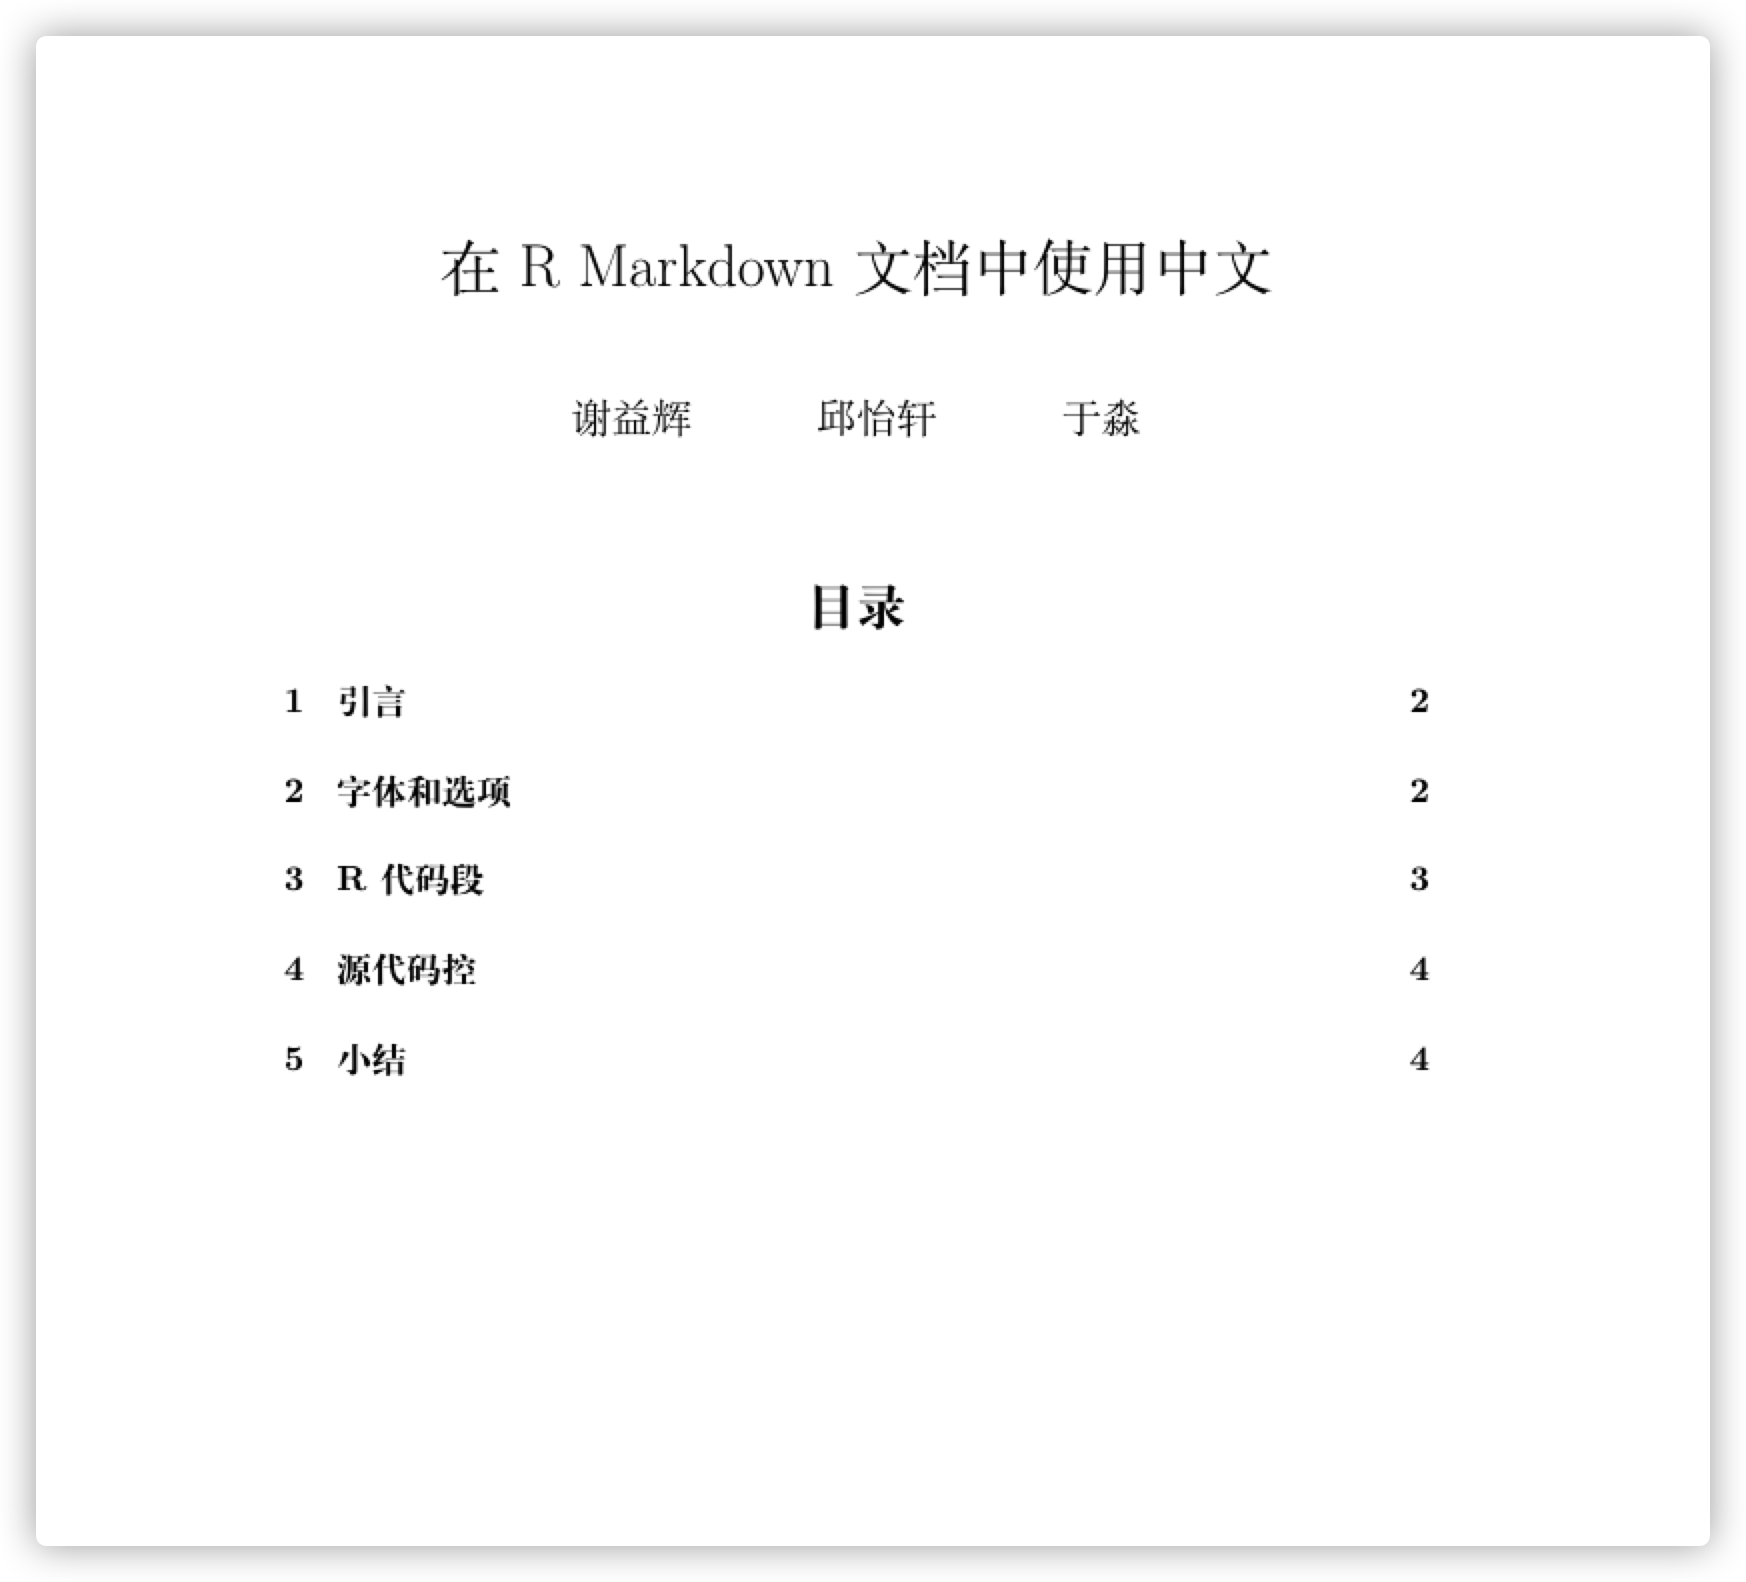 在 R Markdown 文档中使用中文
谢益辉 邱怡轩 于淼
目录
1 引言 2
2 字体和选项 2
3 R 代码段 3
4 源代码控 4
5 小结 4